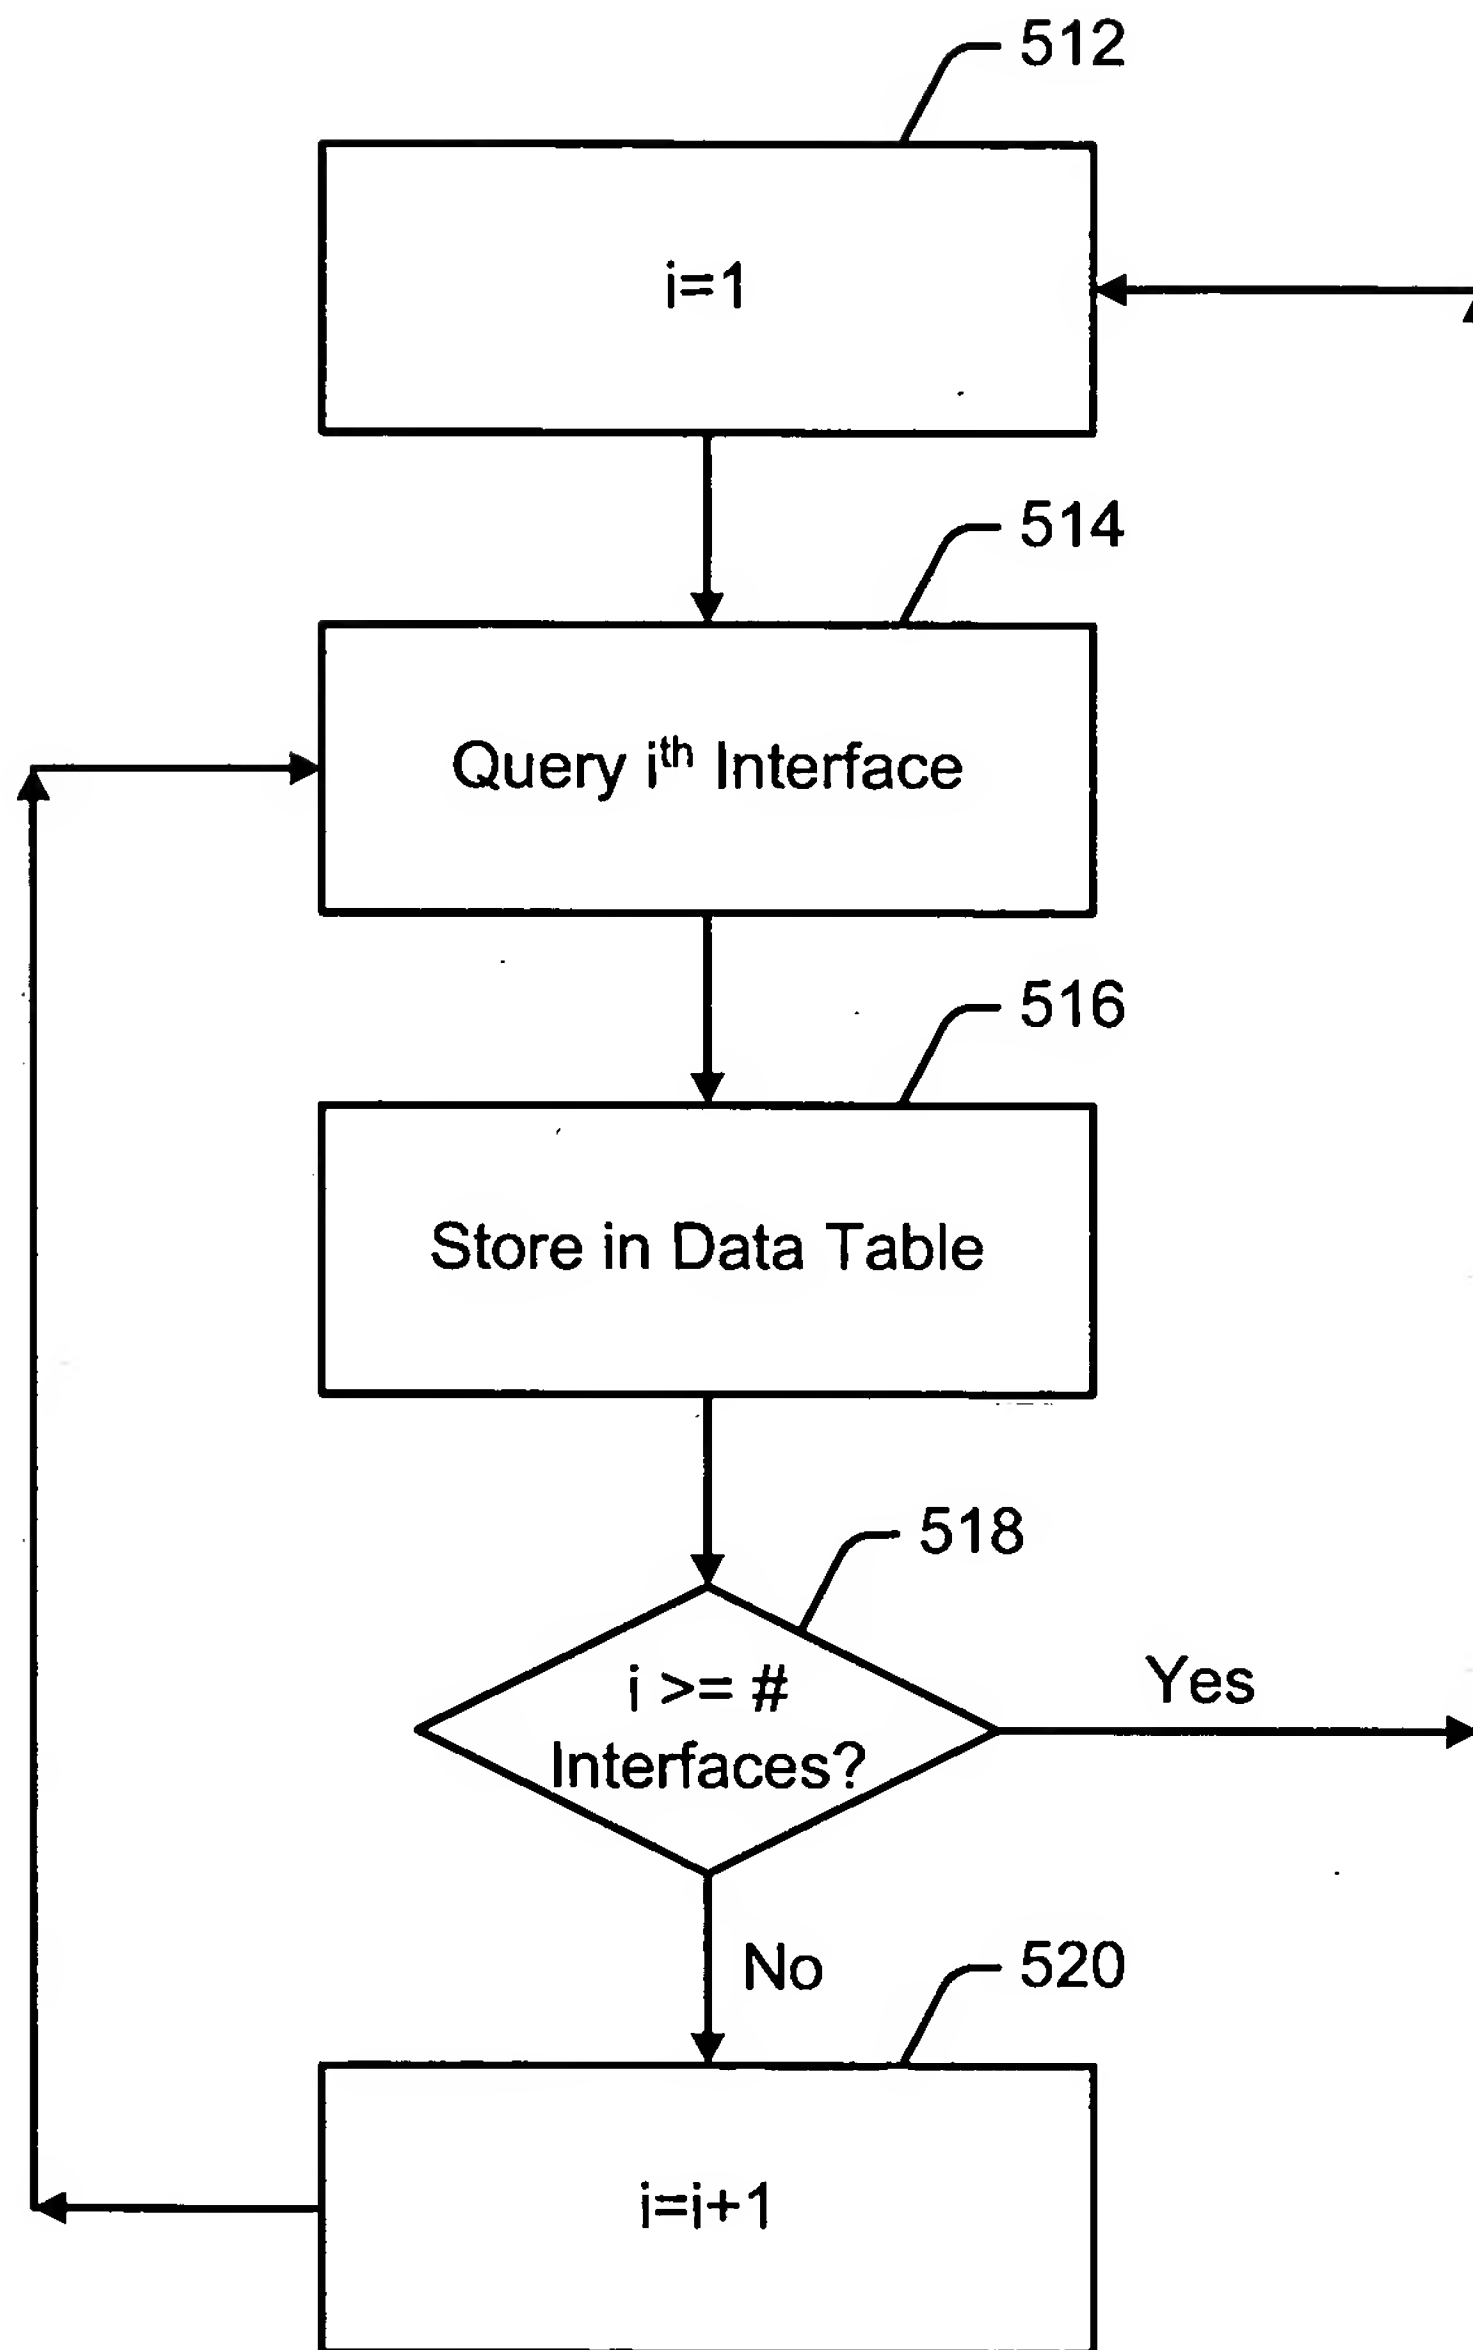 512
i=1
514
Query ith Interface
516
Store in Data Table
518
i >= #
Interfaces?
Yes
No
520
i=i+1